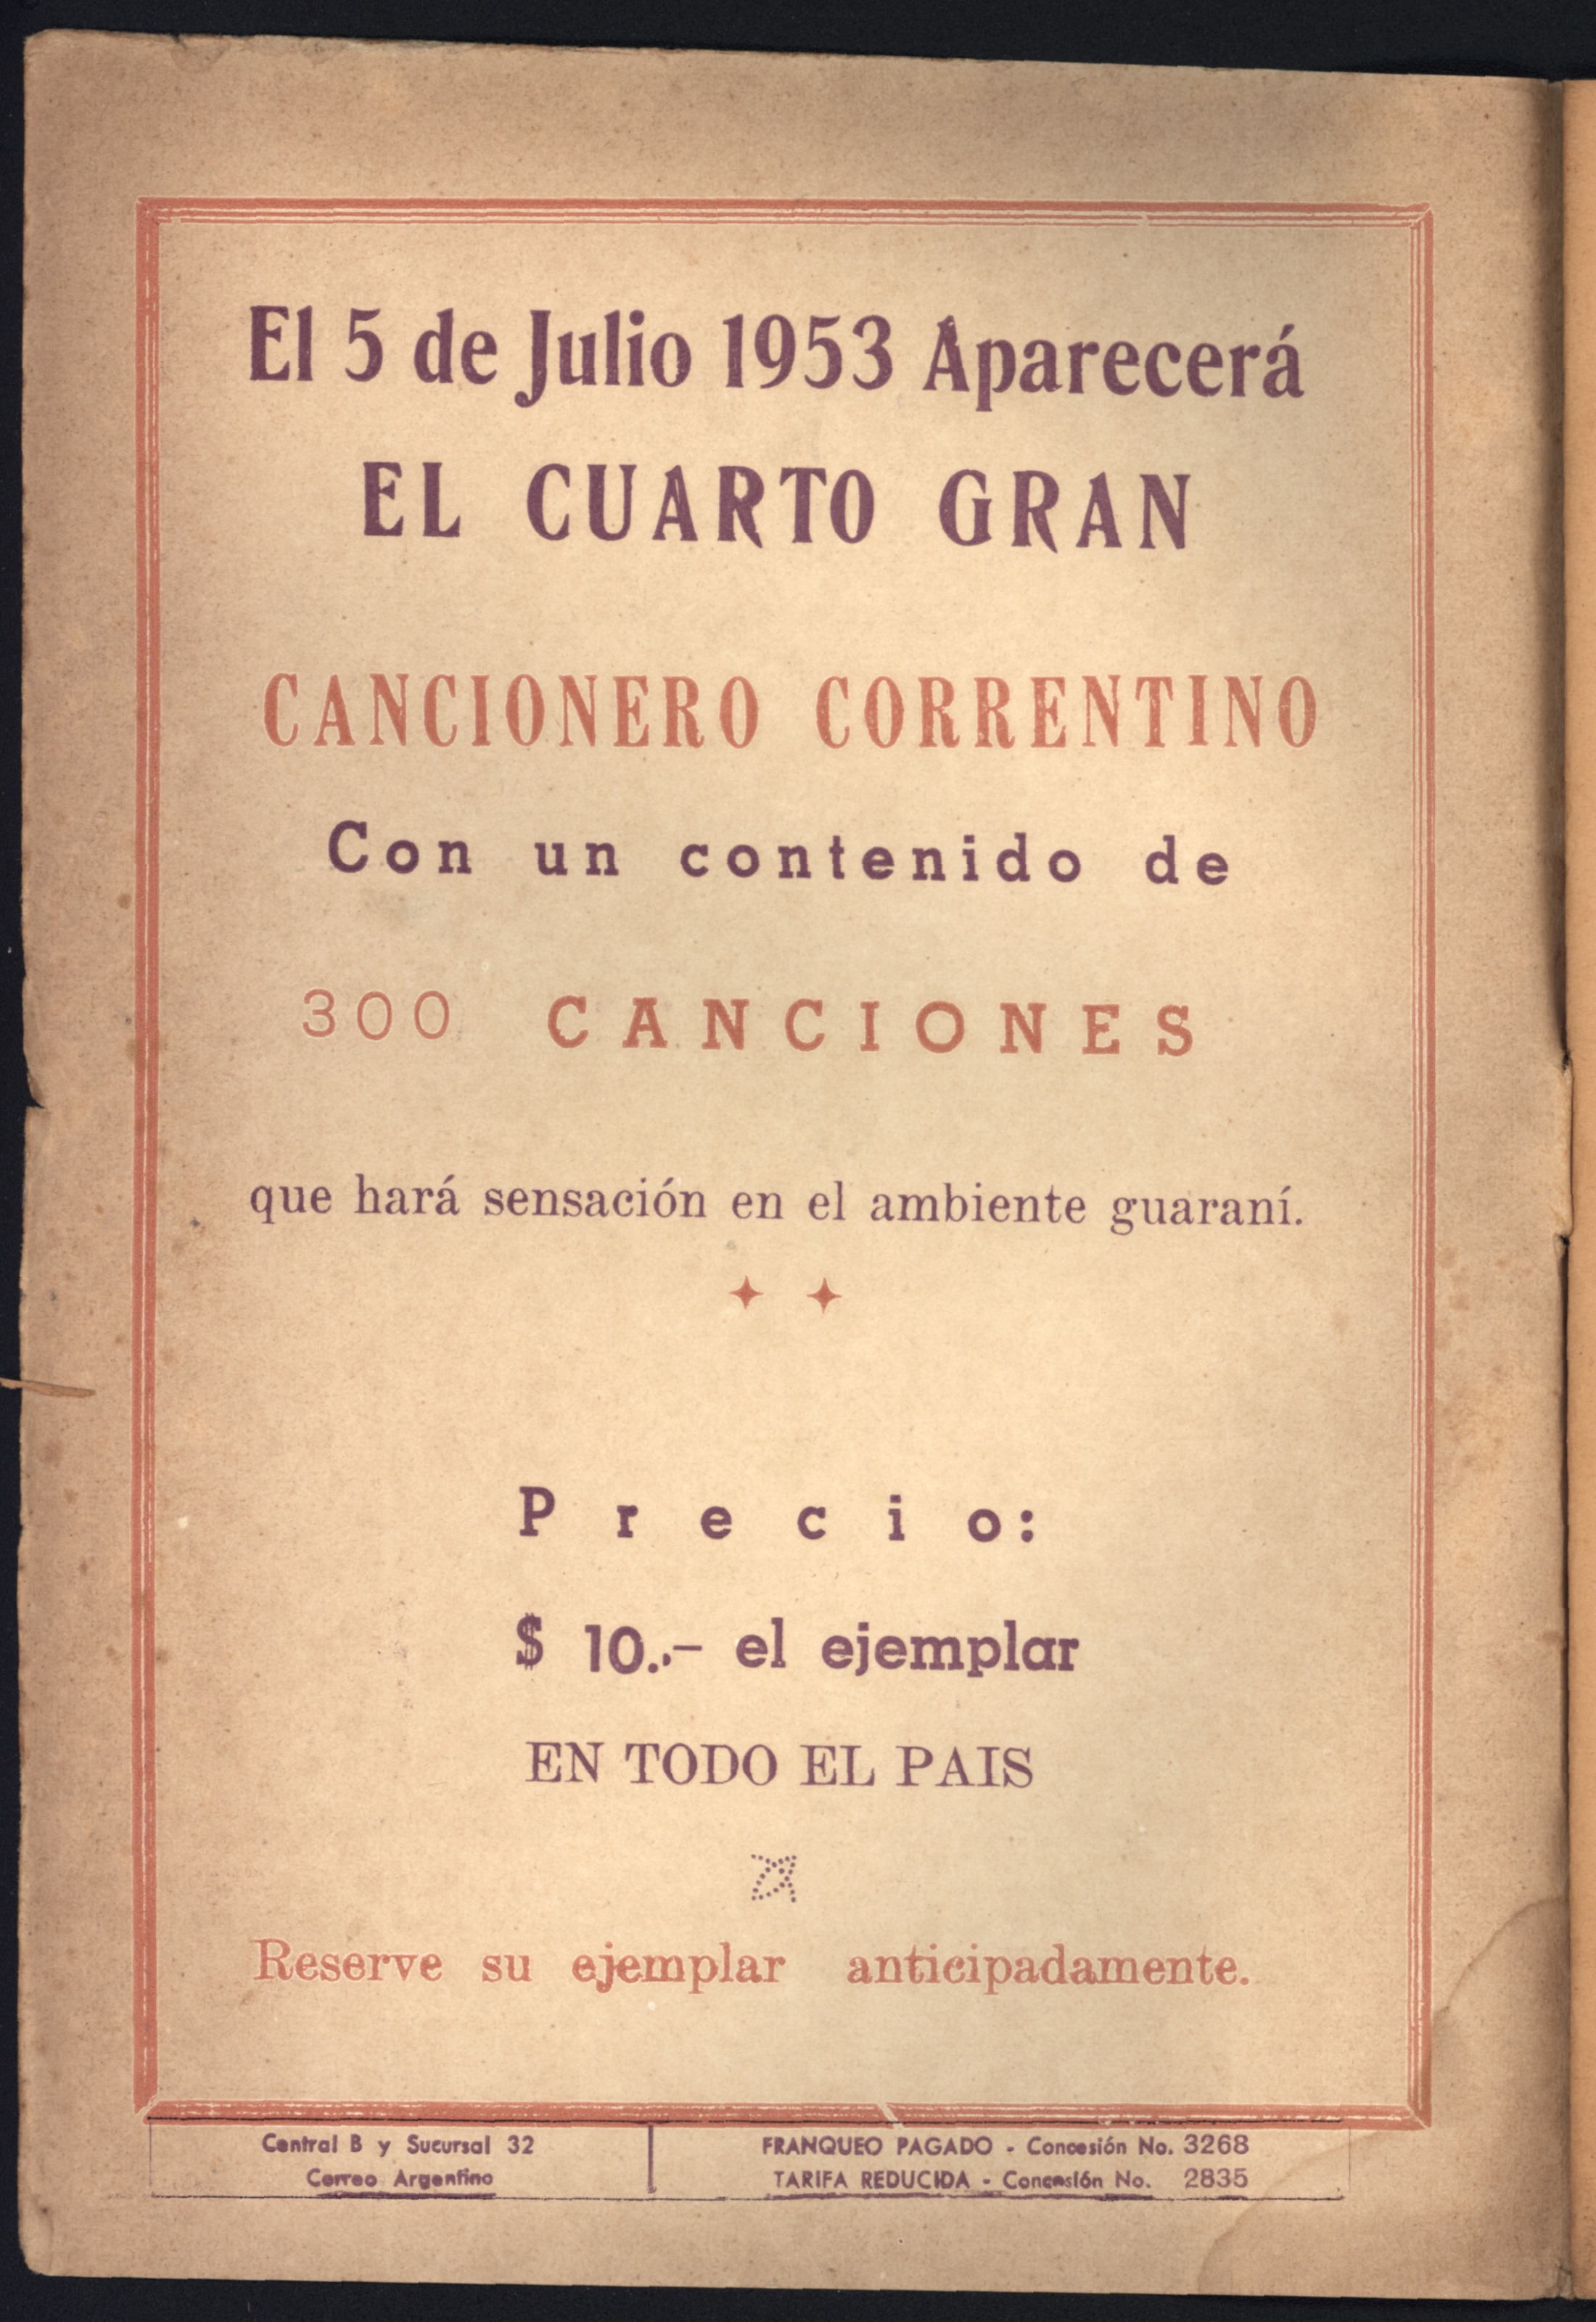 El 5 de Julio 1953 Aparecerá
EL CUARTO GRAN
CANCIONERO CORRENTINO
Con un contenido de
300 CANCIONES
que hará sensación en el ambiente guaraní.
Precio:
$ 10.- el ejemplar
EN TODO EL PAIS
Reserve su ejemplar anticipadamente.
Central B y Sucursal 32
Correo Argentino
FRANQUEO PAGADO - Concesión No. 3268
TARIFA REDUCIDA - Concesión No. 2835